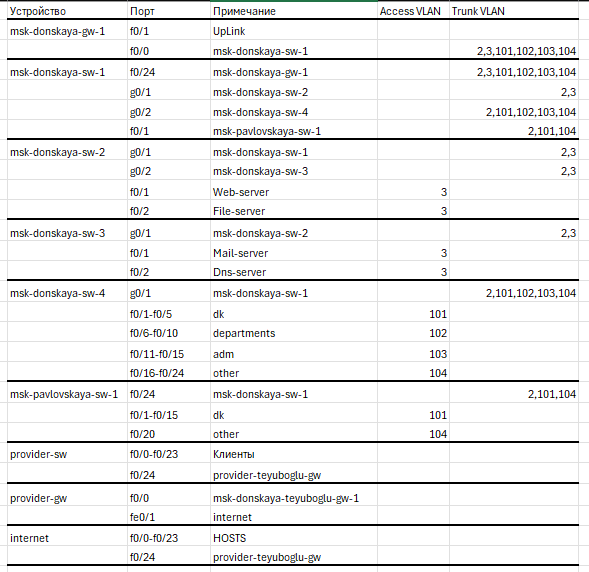 Устройство Порт Примечание Access VLAN Trunk VLAN
msk-donskaya-gw-1 f0/1 UpLink
f0/0 msk-donskaya-sw-1 2,3,101,102,103,104
msk-donskaya-sw-1 f0/24 msk-donskaya-gw-1 2,3,101,102,103,104
g0/1 msk-donskaya-sw-2 2,3
g0/2 msk-donskaya-sw-4 2,101,102,103,104
f0/1 msk-pavlovskaya-sw-1 2,101,104
msk-donskaya-sw-2 g0/1 msk-donskaya-sw-1 2,3
g0/2 msk-donskaya-sw-3 2,3
f0/1 Web-server 3
f0/2 File-server 3
msk-donskaya-sw-3 g0/1 msk-donskaya-sw-2 2,3
f0/1 Mail-server 3
f0/2 Dns-server 3
msk-donskaya-sw-4 g0/1 msk-donskaya-sw-1 2,101,102,103,104
f0/1-f0/5 dk 101
f0/6-f0/10 departments 102
f0/11-f0/15 adm 103
f0/16-f0/24 other 104
msk-pavlovskaya-sw-1 f0/24 msk-donskaya-sw-1 2,101,104
f0/1-f0/15 dk 101
f0/20 other 104
provider-sw f0/0-f0/23 Клиенты
f0/24 provider-teyuboglu-gw
provider-gw f0/0 msk-donskaya-teyuboglu-gw-1
fe0/1 internet
internet f0/0-f0/23 HOSTS
f0/24 provider-teyuboglu-gw